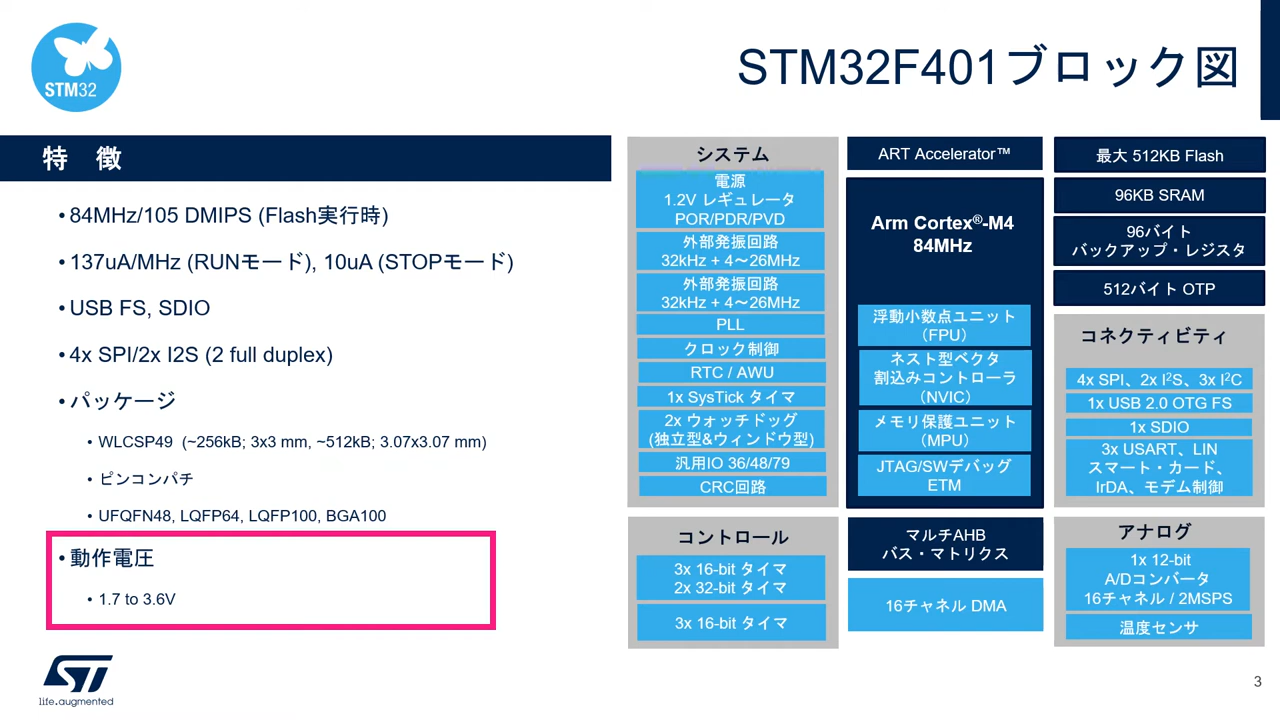 STM32
STM32F401ブロック図
特 徴
•84MHz/105 DMIPS (Flash実行時)
•137uA/MHz (RUNモード), 10uA (STOPモード)
•USB FS, SDIO
•4x SPI/2x I2S (2 full duplex)
•パッケージ
• WLCSP49 (~256kB; 3x3 mm, ~512kB; 3.07x3.07 mm)
• ピンコンパチ
• UFQFN48, LQFP64, LQFP100, BGA100
•動作電圧
• 1.7 to 3.6V
システム
電源
1.2V レギュレータ
POR/PDR/PVD
外部発振回路
32kHz + 4～26MHz
外部発振回路
32kHz + 4～26MHz
PLL
クロック制御
RTC / AWU
1x SysTick タイマ
2x ウォッチドッグ
(独立型&ウィンドウ型)
汎用IO 36/48/79
CRC回路
コントロール
3x 16-bit タイマ
2x 32-bit タイマ
3x 16-bit タイマ
ART Accelerator™
Arm Cortex®-M4
84MHz
浮動小数点ユニット
（FPU）
ネスト型ベクタ
割込みコントローラ
（NVIC）
メモリ保護ユニット
（MPU）
JTAG/SWデバッグ
ETM
マルチAHB
バス・マトリクス
16チャネル DMA
最大 512KB Flash
96KB SRAM
96バイト
バックアップ・レジスタ
512バイト OTP
コネクティビティ
4x SPI、2x I²S、3x I²C
1x USB 2.0 OTG FS
1x SDIO
3x USART、LIN
スマート・カード、
IrDA、モデム制御
アナログ
1x 12-bit
A/Dコンバータ
16チャネル / 2MSPS
温度センサ
ST
life.augmented
3